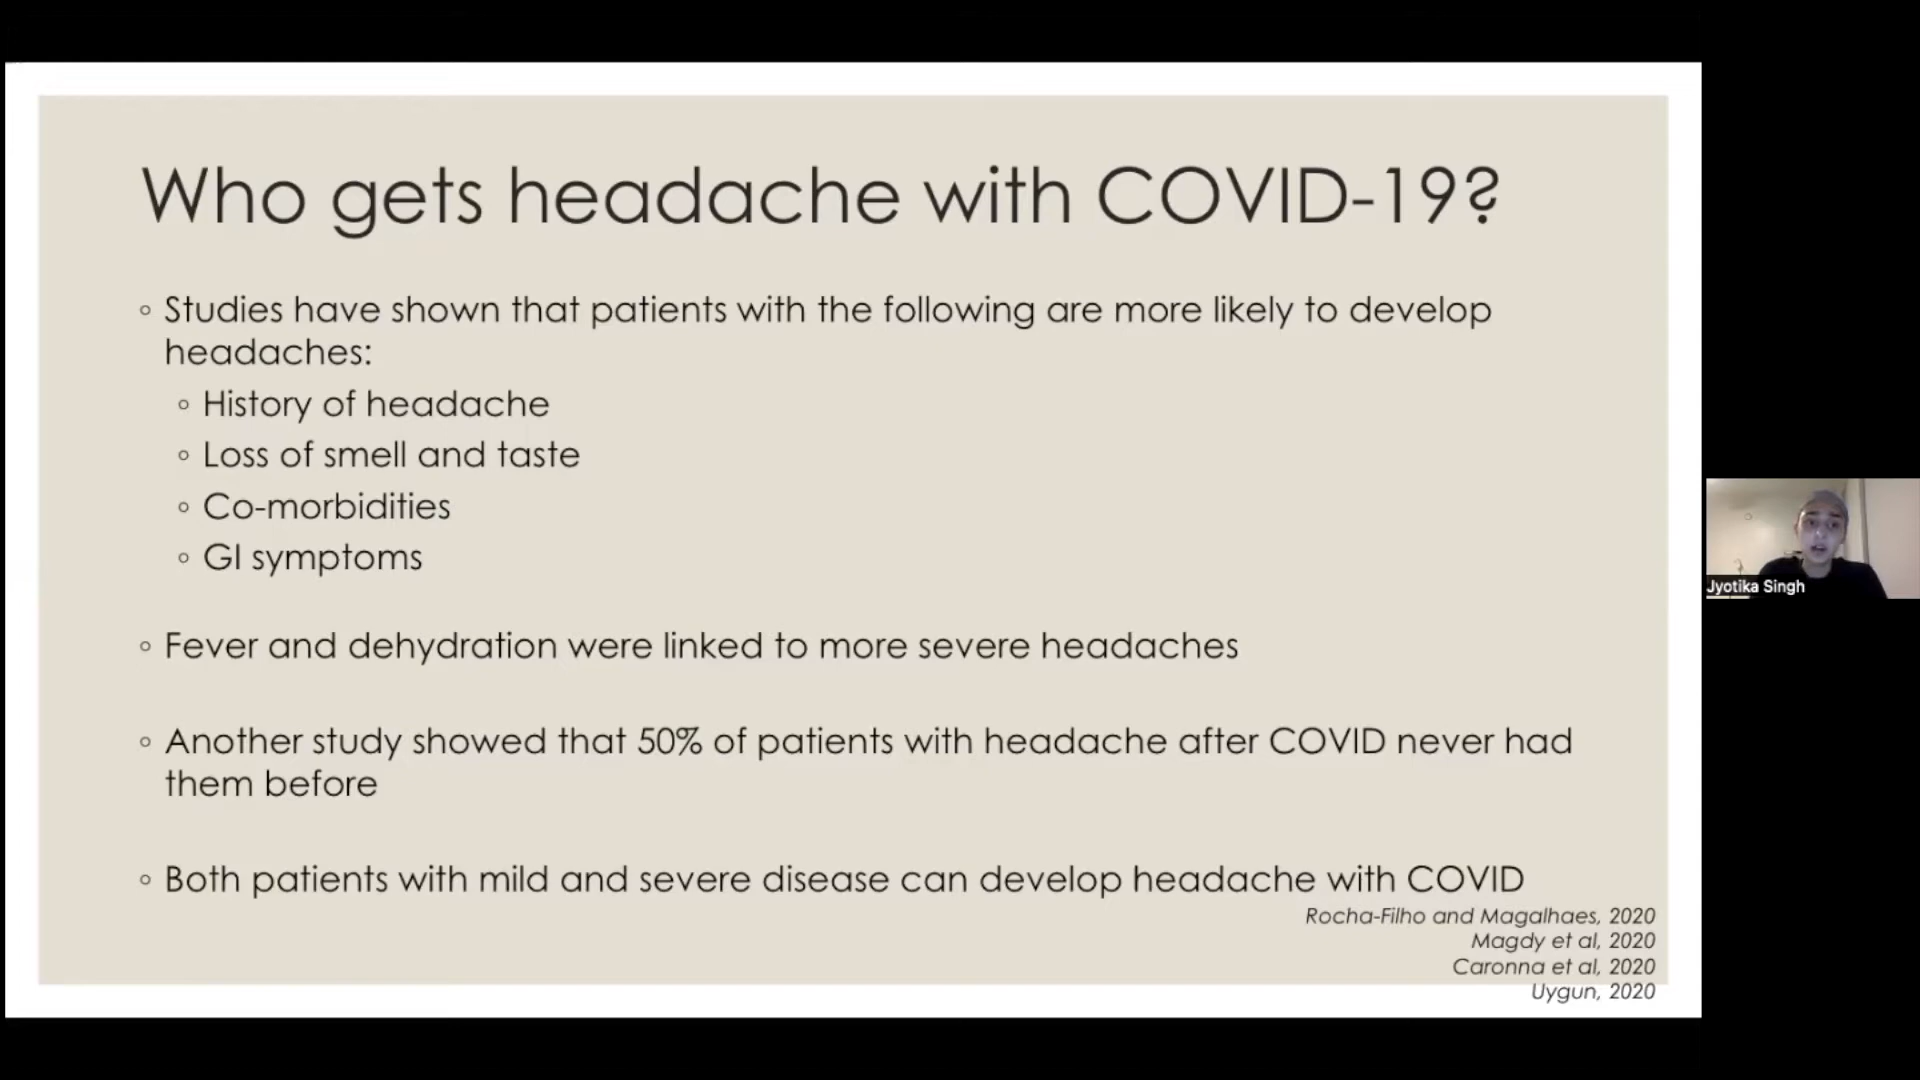 Who gets headache with COVID-19?
◦ Studies have shown that patients with the following are more likely to develop
headaches:
◦ History of headache
◦ Loss of smell and taste
◦ Co-morbidities
◦ GI symptoms
◦ Fever and dehydration were linked to more severe headaches
◦ Another study showed that 50% of patients with headache after COVID never had
them before
◦ Both patients with mild and severe disease can develop headache with COVID
Rocha-Filho and Magalhaes, 2020
Magdy et al, 2020
Caronna et al, 2020
Uygun, 2020
Jyotika Singh